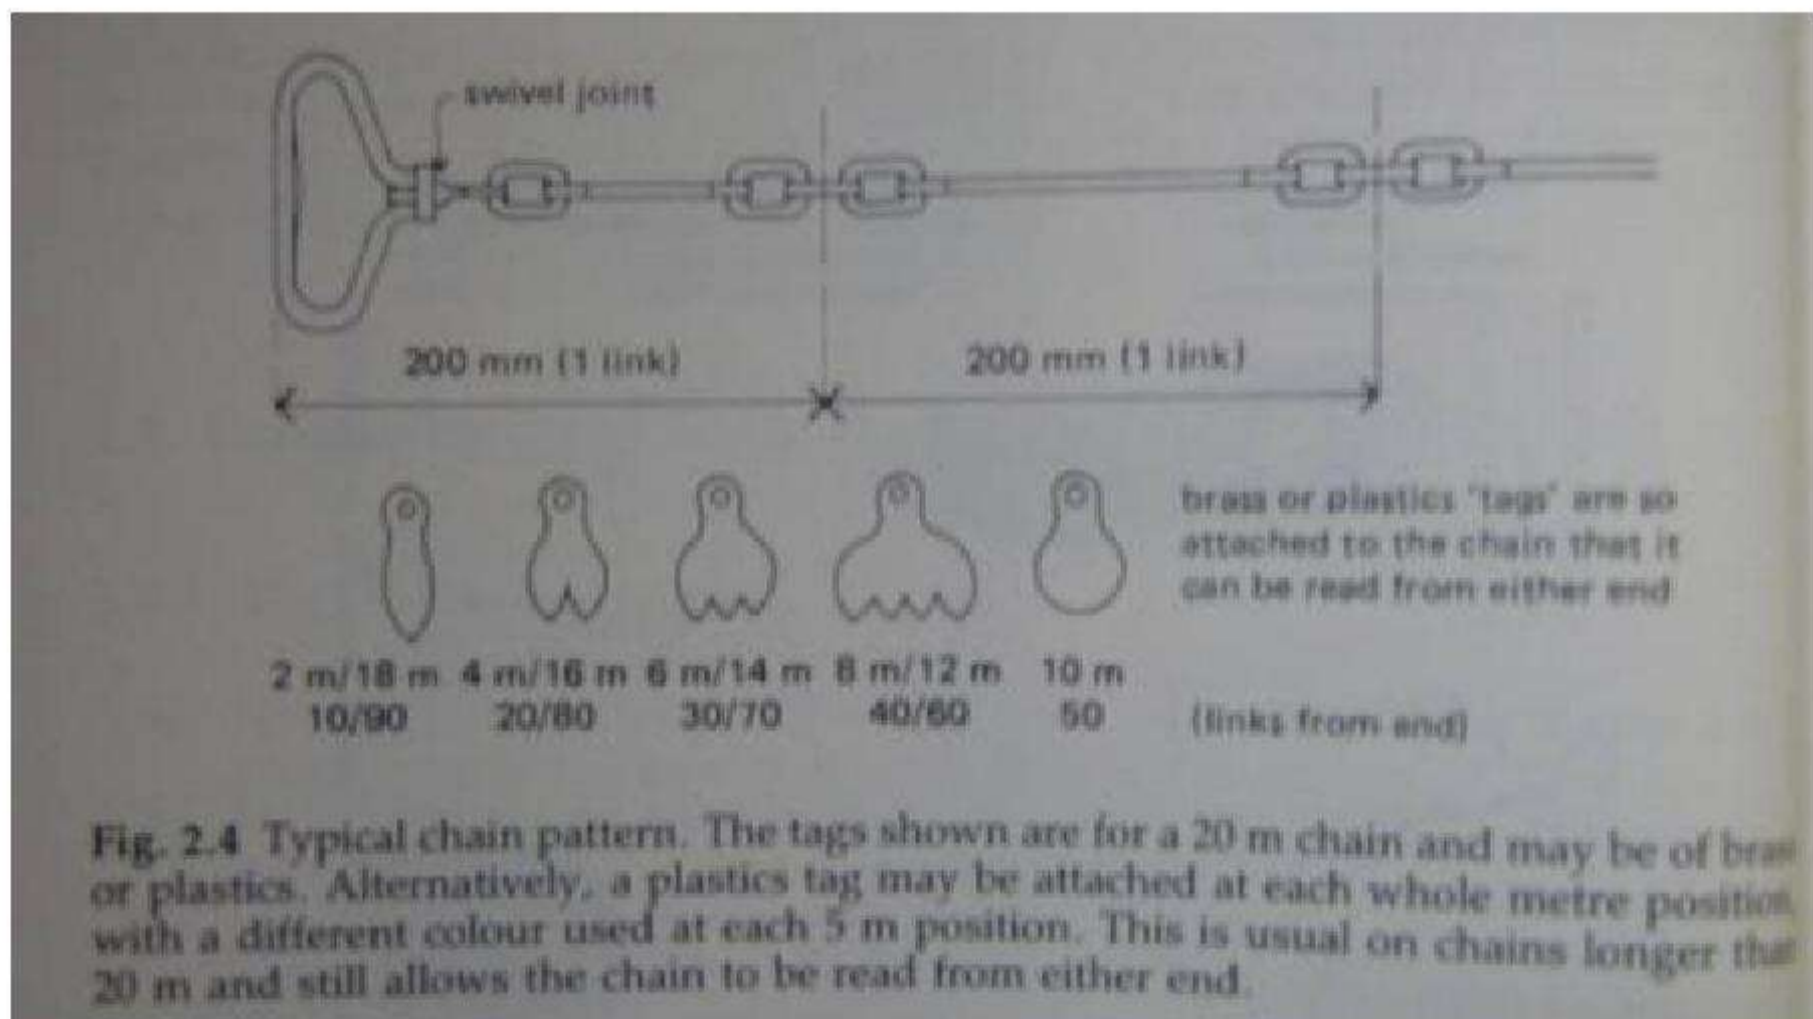 swivel joint
200 mm (1 link) 200 mm (1 link)
brass or plastics 'tags' are so
attached to the chain that it
can be read from either end
2 m/18 m 4 m/16 m 6 m/14 m 8 m/12 m 10 m
10/90 20/80 30/70 40/60 50 (links from end)
Fig. 2.4 Typical chain pattern. The tags shown are for a 20 m chain and may be of brass
or plastics. Alternatively, a plastics tag may be attached at each whole metre position,
with a different colour used at each 5 m position. This is usual on chains longer that
20 m and still allows the chain to be read from either end.